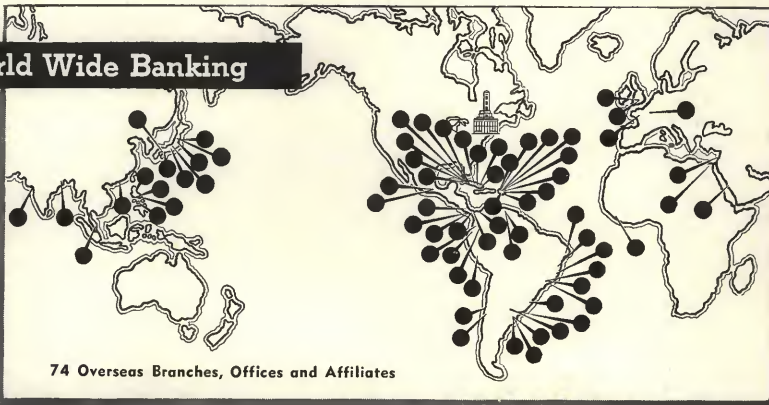 rld Wide Banking
74 Overseas Branches, Offices and Affiliates